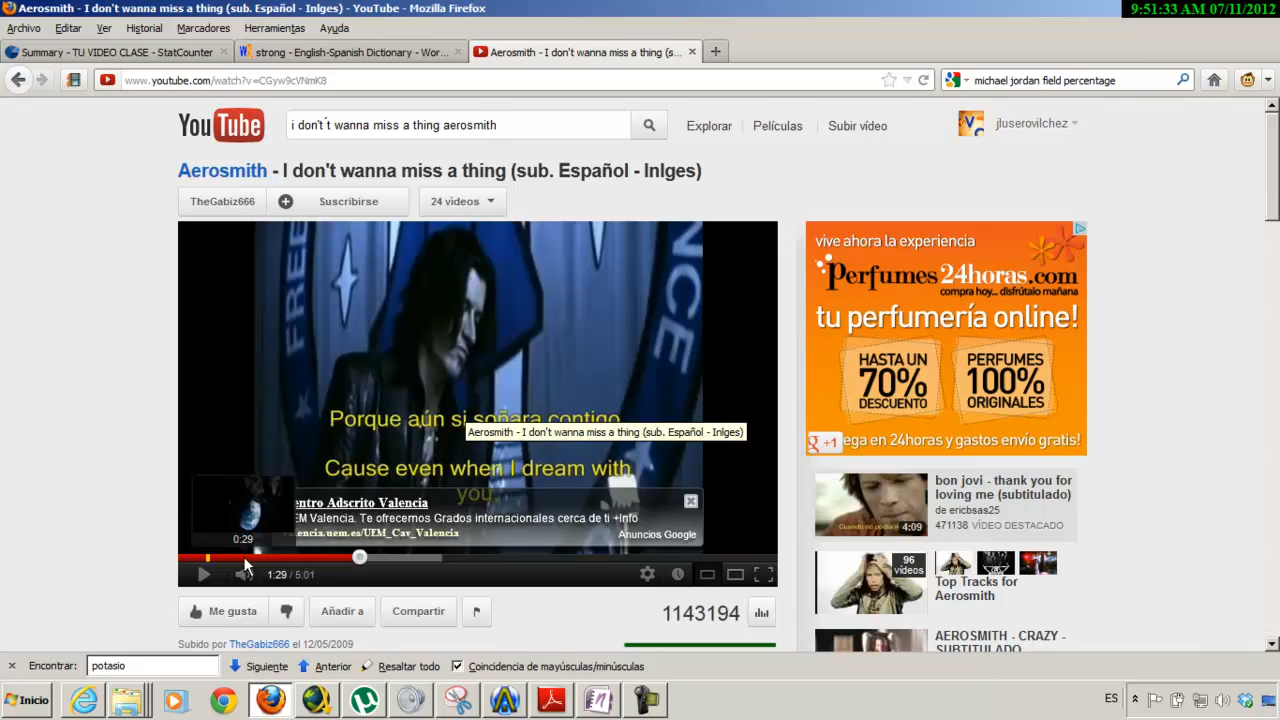 Aerosmith - I don't wanna miss a thing (sub. Español - Inlges) - YouTube - Mozilla Firefox
9:51:33 AM 07/11/2012
Archivo Editar Ver Historial Marcadores Herramientas Ayuda
Summary - TU VIDEO CLASE - StatCounter
strong - English-Spanish Dictionary - Wor...
Aerosmith - I don't wanna miss a thing (s...
www.youtube.com/watch?v=CGyw9cVNmK8
michael jordan field percentage
YouTube
i don't´t wanna miss a thing aerosmith
Explorar Películas Subir vídeo
jluserovilchez
Aerosmith - I don't wanna miss a thing (sub. Español - Inlges)
TheGabiz666 Suscribirse 24 vídeos
FREE
NCE
Porque aún si soñara contigo
Aerosmith - I don't wanna miss a thing (sub. Español - Inlges)
Cause even when I dream with
you
entro Adscrito Valencia
EM Valencia. Te ofrecemos Grados internacionales cerca de ti +Info
alencia.uem.es/UEM_Cav_Valencia
Anuncios Google
0:29
1:29 / 5:01
Me gusta Añadir a Compartir
1143194
Subido por TheGabiz666 el 12/05/2009
vive ahora la experiencia
Perfumes24horas.com
compra hoy... disfrútalo mañana
tu perfumería online!
HASTA UN
70%
DESCUENTO
PERFUMES
100%
ORIGINALES
+1
ega en 24horas y gastos envío gratis!
bon jovi - thank you for
loving me (subtitulado)
de ericbsas25
471138 VÍDEO DESTACADO
4:09
96
vídeos
Top Tracks for
Aerosmith
AEROSMITH - CRAZY -
SUBTITULADO
Encontrar: potasio Siguiente Anterior Resaltar todo Coincidencia de mayúsculas/minúsculas
Inicio
ES